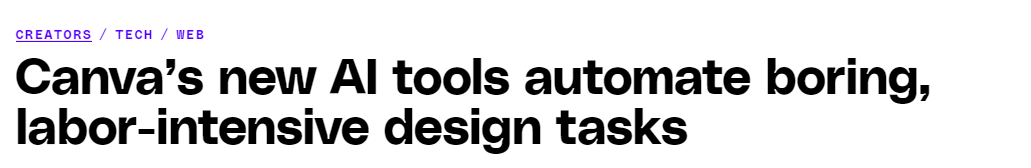 CREATORS / TECH / WEB
Canva’s new AI tools automate boring,
labor-intensive design tasks